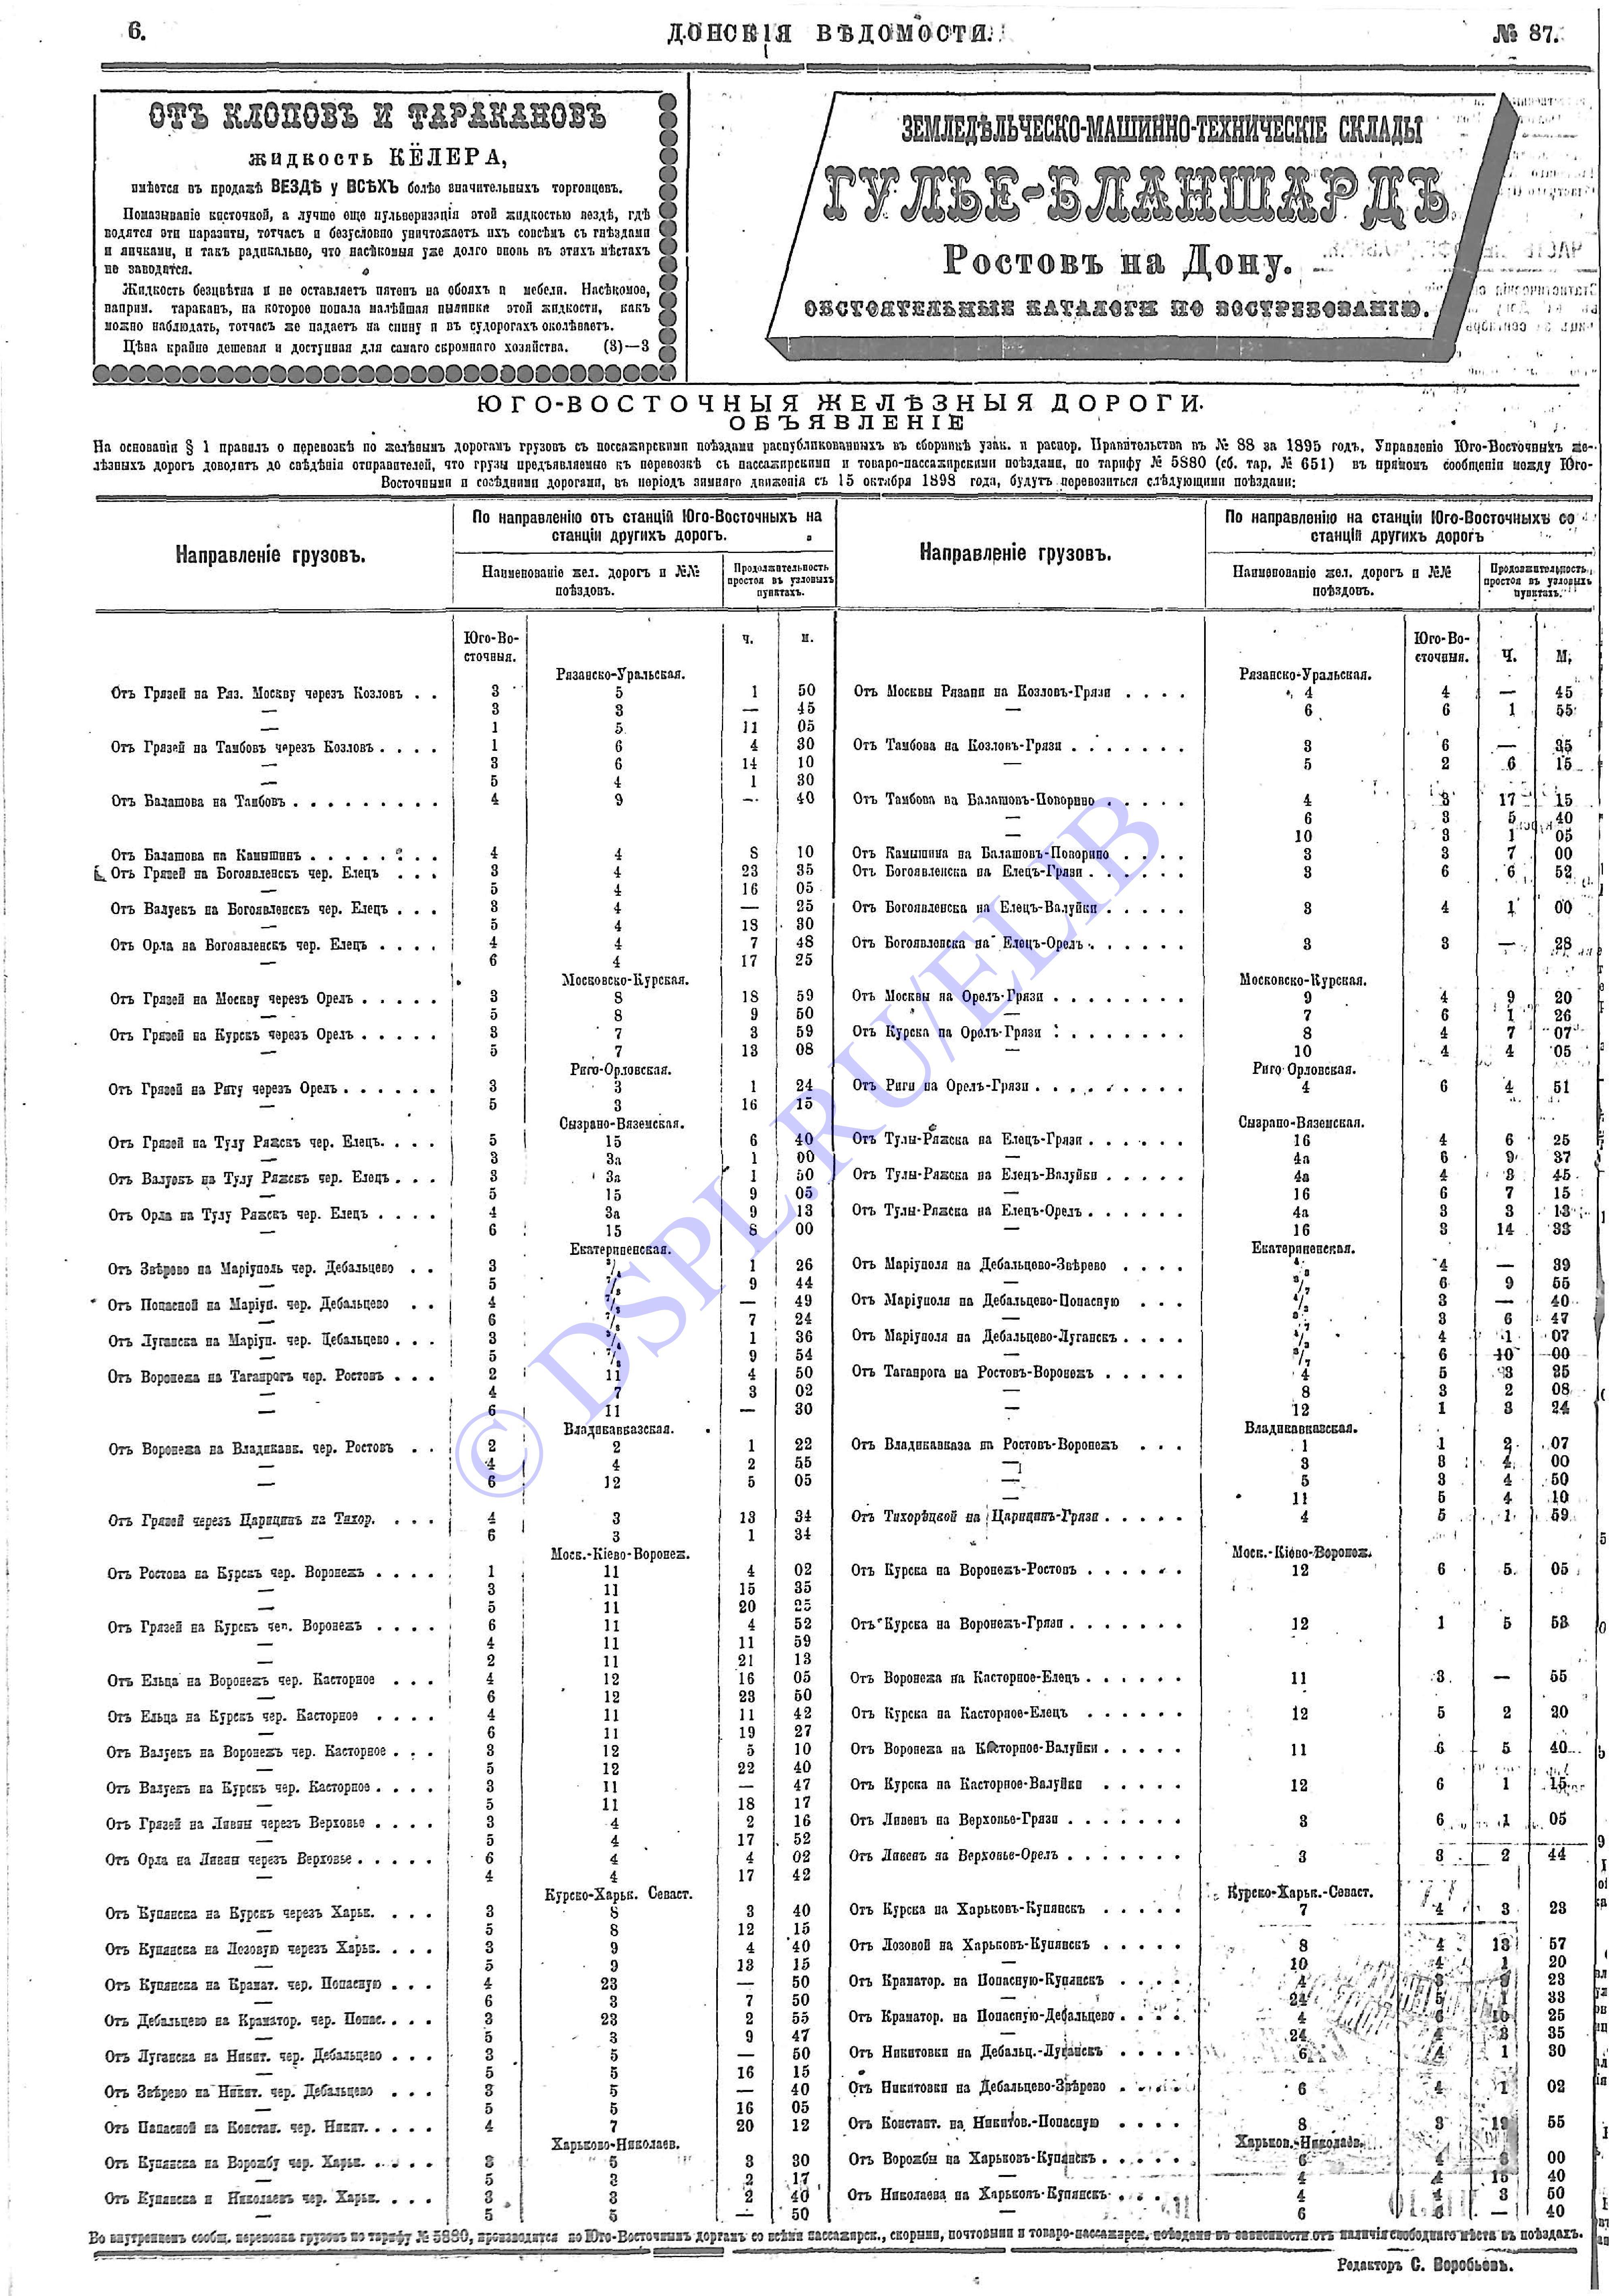 6.
ДОНСКІЯ ВѢДОМОСТИ.
№ 87.
ОТЪ КЛОПОВЪ И ТАРАКАНОВЪ
жидкость КЁЛЕРА,
имѣется въ продажѣ ВЕЗДѢ у ВСѢХЪ болѣе значительныхъ торговцевъ.
Помазываніе кисточкой, а лучше еще пульверизація этой жидкостью вездѣ, гдѣ
водятся эти паразиты, тотчасъ и безусловно уничтожаетъ ихъ совсѣмъ съ гнѣздами
и яичками, и такъ радикально, что насѣкомыя уже долго вновь въ этихъ мѣстахъ
не заводятся.
Жидкость безцвѣтна и не оставляетъ пятенъ на обояхъ и мебели. Насѣкомое,
наприм. тараканъ, на которое попала малѣйшая пылинка этой жидкости, какъ
можно наблюдать, тотчасъ же падаетъ на спину и въ судорогахъ околѣваетъ.
Цѣна крайне дешевая и доступная для самаго скромнаго хозяйства. (3)—3
ЗЕМЛЕДѢЛЬЧЕСКО-МАШИННО-ТЕХНИЧЕСКІЕ СКЛАДЫ
ГУЛЬЕ-БЛАНШАРДЪ
Ростовъ на Дону.
ОБСТОЯТЕЛЬНЫЕ КАТАЛОГИ ПО ВОСТРЕБОВАНІЮ.
ЮГО-ВОСТОЧНЫЯ ЖЕЛѢЗНЫЯ ДОРОГИ.
ОБЪЯВЛЕНІЕ
На основаніи § 1 правилъ о перевозкѣ по желѣзнымъ дорогамъ грузовъ съ поссажирскими поѣздами распубликованныхъ въ сборникѣ узак. и распор. Правительства въ № 88 за 1895 годъ, Управленіе Юго-Восточныхъ же-
лѣзныхъ дорогъ доводитъ до свѣдѣнія отправителей, что грузы предъявляемые къ перевозкѣ съ пассажирскими и товаро-пассажирскими поѣздами, по тарифу № 5880 (сб. тар. № 651) въ прямомъ сообщеніи между Юго-
Восточными и сосѣдними дорогами, въ періодъ зимняго движенія съ 15 октября 1898 года, будутъ перевозиться слѣдующими поѣздами:
Направленіе грузовъ.
По направленію отъ станцій Юго-Восточныхъ на
станціи другихъ дорогъ.
Наименованіе жел. дорогъ и №№
поѣздовъ.
Продолжительность
простоя въ узловыхъ
пунктахъ.
Направленіе грузовъ.
По направленію на станціи Юго-Восточныхъ со
станцій другихъ дорогъ
Наименованіе жел. дорогъ и №№
поѣздовъ.
Продолжительность
простоя въ узловыхъ
пунктахъ.
Юго-Во-
сточныя.
ч. м.
Юго-Во-
сточныя.
Ч. М.
Рязанско-Уральская. Рязанско-Уральская.
Отъ Грязей на Ряз. Москву черезъ Козловъ . . 3 5 1 50 Отъ Москвы Рязани на Козловъ-Грязи . . . . 4 4 — 45
— 3 3 — 45 — 6 6 1 55
— 1 5 11 05
Отъ Грязей на Тамбовъ черезъ Козловъ . . . . 1 6 4 30 Отъ Тамбова на Козловъ-Грязи . . . . . . . 3 6 — 35
— 3 6 14 10 — 5 2 6 15
— 5 4 1 30
Отъ Балашова на Тамбовъ . . . . . . . . . 4 9 — 40 Отъ Тамбова на Балашовъ-Поворино . . . . . 4 3 17 15
— 6 3 5 40
— 10 3 1 05
Отъ Балашова на Камышинъ . . . . . . . . 4 4 8 10 Отъ Камышина на Балашовъ-Поворино . . . . 3 3 7 00
Отъ Грязей на Богоявленскъ чер. Елецъ . . . 3 4 23 35 Отъ Богоявленска на Елецъ-Грязи . . . . . . 3 6 6 52
— 5 4 16 05
Отъ Валуекъ на Богоявленскъ чер. Елецъ . . . 3 4 — 25 Отъ Богоявленска на Елецъ-Валуйки . . . . . 3 4 1 00
— 5 4 18 30
Отъ Орла на Богоявленскъ чер. Елецъ . . . . 4 4 7 48 Отъ Богоявленска на Елецъ-Орелъ . . . . . . 3 3 — 28
— 6 4 17 25
Московско-Курская. Московско-Курская.
Отъ Грязей на Москву черезъ Орелъ . . . . . 3 8 18 59 Отъ Москвы на Орелъ-Грязи . . . . . . . . 9 4 9 20
— 5 8 9 50 — 7 6 1 26
Отъ Грязей на Курскъ черезъ Орелъ . . . . . 3 7 3 59 Отъ Курска на Орелъ-Грязи . . . . . . . . 8 4 7 07
— 5 7 13 08 — 10 4 4 05
Риго-Орловская. Риго-Орловская.
Отъ Грязей на Ригу черезъ Орелъ . . . . . . 3 3 1 24 Отъ Риги на Орелъ-Грязи . . . . . . . . . 4 6 4 51
— 5 3 16 15
Сызрано-Вяземская. Сызрано-Вяземская.
Отъ Грязей на Тулу Ряжскъ чер. Елецъ. . . . 5 15 6 40 Отъ Тулы-Ряжска на Елецъ-Грязи . . . . . . 16 4 6 25
— 3 3а 1 00 — 4а 6 9 37
Отъ Валуекъ на Тулу Ряжскъ чер. Елецъ . . . 3 3а 1 50 Отъ Тулы-Ряжска на Елецъ-Валуйки . . . . . 4а 4 3 45
— 5 15 9 05 — 16 6 7 15
Отъ Орла на Тулу Ряжскъ чер. Елецъ . . . . 4 3а 9 13 Отъ Тулы-Ряжска на Елецъ-Орелъ . . . . . . 4а 3 3 13
— 6 15 8 00 — 16 3 14 33
Екатерининская. Екатерининская.
Отъ Звѣрево на Маріуполь чер. Дебальцево . . 3 1 26 Отъ Маріуполя на Дебальцево-Звѣрево . . . . 4 — 39
— 5 9 44 — 6 9 55
Отъ Попасной на Маріуп. чер. Дебальцево . . 4 — 49 Отъ Маріуполя на Дебальцево-Попасную . . . 3 — 40
— 6 7 24 3 6 47
Отъ Луганска на Маріуп. чер. Дебальцево . . . 3 1 36 Отъ Маріуполя на Дебальцево-Луганскъ . . . . 4 1 07
— 5 9 54 — 6 10 00
Отъ Воронежа на Таганрогъ чер. Ростовъ . . . 2 11 4 50 Отъ Таганрога на Ростовъ-Воронежъ . . . . . 4 5 3 25
— 4 7 3 02 — 8 3 2 08
— 6 11 — 30 — 12 1 3 24
Владикавказская. Владикавказская.
Отъ Воронежа на Владикавк. чер. Ростовъ . . 2 2 1 22 Отъ Владикавказа на Ростовъ-Воронежъ . . . 1 1 2 07
— 4 4 2 55 — 3 3 4 00
— 6 12 5 05 — 5 3 4 50
— 11 5 4 10
Отъ Грязей черезъ Царицынъ на Тихор. . . . 4 3 13 34 Отъ Тихорѣцкой на Царицынъ-Грязи . . . . . 4 5 1 59
— 6 3 1 34
Моск.-Кіево-Воронеж. Моск.-Кіево-Воронеж.
Отъ Ростова на Курскъ чер. Воронежъ . . . . 1 11 4 02 Отъ Курска на Воронежъ-Ростовъ . . . . . . 12 6 5 05
— 3 11 15 35
— 5 11 20 25
Отъ Грязей на Курскъ чер. Воронежъ . . . . 6 11 4 52 Отъ Курска на Воронежъ-Грязи . . . . . . . 12 1 5 53
— 4 11 11 59
— 2 11 21 13
Отъ Ельца на Воронежъ чер. Касторное . . . 4 12 16 05 Отъ Воронежа на Касторное-Елецъ . . . . . . 11 3 — 55
— 6 12 23 50
Отъ Ельца на Курскъ чер. Касторное . . . . 4 11 11 42 Отъ Курска на Касторное-Елецъ . . . . . . 12 5 2 20
— 6 11 19 27
Отъ Валуекъ на Воронежъ чер. Касторное . . . 3 12 5 10 Отъ Воронежа на Касторное-Валуйки . . . . . 11 6 5 40
— 5 12 22 40
Отъ Валуекъ на Курскъ чер. Касторное . . . . 3 11 — 47 Отъ Курска на Касторное-Валуйки . . . . . 12 6 1 15
— 5 11 18 17
Отъ Грязей на Ливны черезъ Верховье . . . . 3 4 2 16 Отъ Ливенъ на Верховье-Грязи . . . . . . . 3 6 1 05
— 5 4 17 52
Отъ Орла на Ливны черезъ Верховье . . . . . 6 4 4 02 Отъ Ливенъ на Верховье-Орелъ . . . . . . . 3 3 2 44
— 4 4 17 42
Курско-Харьк. Севаст. Курско-Харьк.-Севаст.
Отъ Купянска на Курскъ черезъ Харьк. . . . 3 8 3 40 Отъ Курска на Харьковъ-Купянскъ . . . . . 7 4 3 23
— 5 8 12 15
Отъ Купянска на Лозовую черезъ Харьк. . . . 3 9 4 40 Отъ Лозовой на Харьковъ-Купянскъ . . . . . 8 4 13 57
— 5 9 13 15 10 4 1 20
Отъ Купянска на Крамат. чер. Попасную . . . 4 23 — 50 Отъ Краматор. на Попасную-Купянскъ . . . . 4 23
— 6 3 7 50 — 24 1 33
Отъ Дебальцево на Краматор. чер. Попас. . . . 3 23 2 55 Отъ Краматор. на Попасную-Дебальцево . . . . 4 6 10 25
— 5 3 9 47 — 24 4 3 35
Отъ Луганска на Никит. чер. Дебальцево . . . 3 5 — 50 Отъ Никитовки на Дебальц.-Луганскъ . . . . 6 4 1 30
— 5 5 16 15
Отъ Звѣрево на Никит. чер. Дебальцево . . . 3 5 — 40 Отъ Никитовки на Дебальцево-Звѣрево . . . . 6 4 1 02
— 5 5 16 05
Отъ Папасной на Констан. чер. Никит. . . . . 4 7 20 12 Отъ Констант. на Никитов.-Попасную . . . . 8 3 55
Харьково-Николаев. Харьков.-Николаев.
Отъ Купянска на Ворожбу чер. Харьк. . . . . 3 5 3 30 Отъ Ворожбы на Харьковъ-Купянскъ . . . . . 6 4 00
— 5 3 2 17 — 4 4 15 40
Отъ Купянска и Николаевъ чер. Харьк. . . . 3 3 2 40 Отъ Николаева на Харьковъ-Купянскъ . . . . 4 4 3 50
— 5 5 — 50 6 — 40
Во внутреннемъ сообщ. перевозка грузовъ по тарифу № 5880, производится по Юго-Восточнымъ дорогамъ со всѣми пассажирск., скорыми, почтовыми и товаро-пассажирск. поѣздами въ зависимости отъ наличія свободнаго мѣста въ поѣздахъ.
Редакторъ С. Воробьевъ.
© DSPL.RU/ELIB